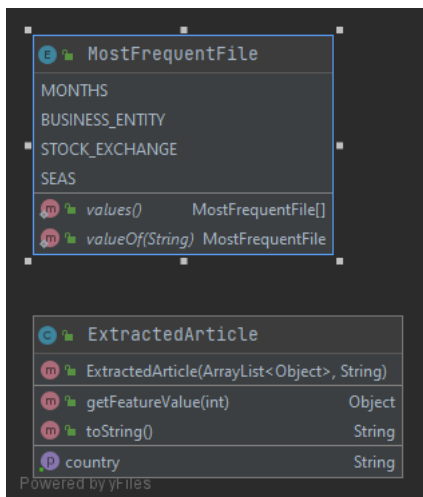 E MostFrequentFile
MONTHS
BUSINESS_ENTITY
STOCK_EXCHANGE
SEAS
m values() MostFrequentFile[]
m valueOf(String) MostFrequentFile
C ExtractedArticle
m ExtractedArticle(ArrayList<Object>, String)
m getFeatureValue(int) Object
m toString() String
p country String
Powered by yFiles